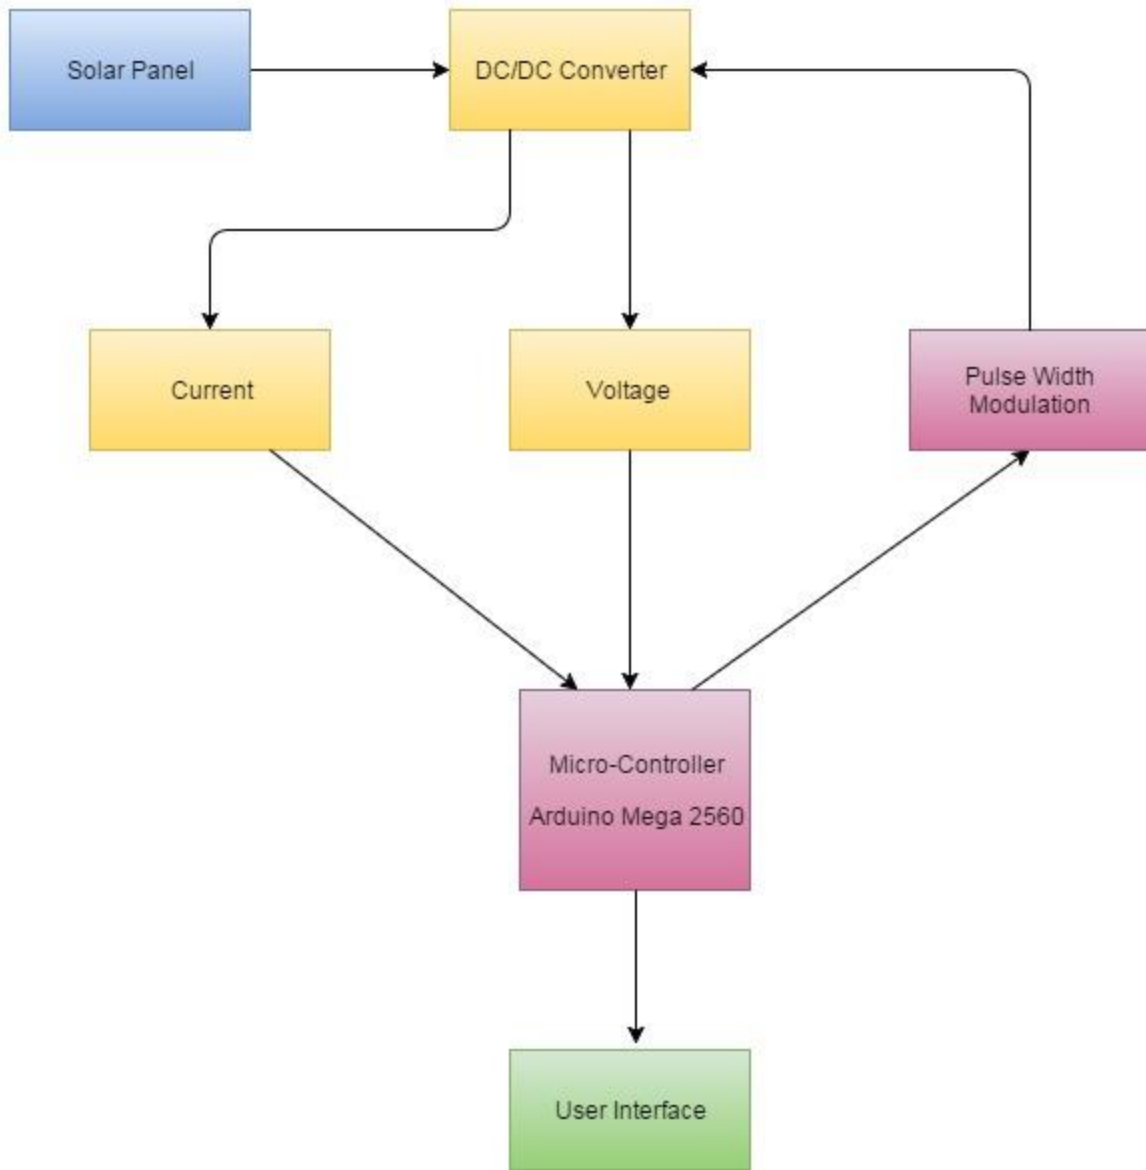 Solar Panel
DC/DC Converter
Current
Voltage
Pulse Width
Modulation
Micro-Controller
Arduino Mega 2560
User Interface